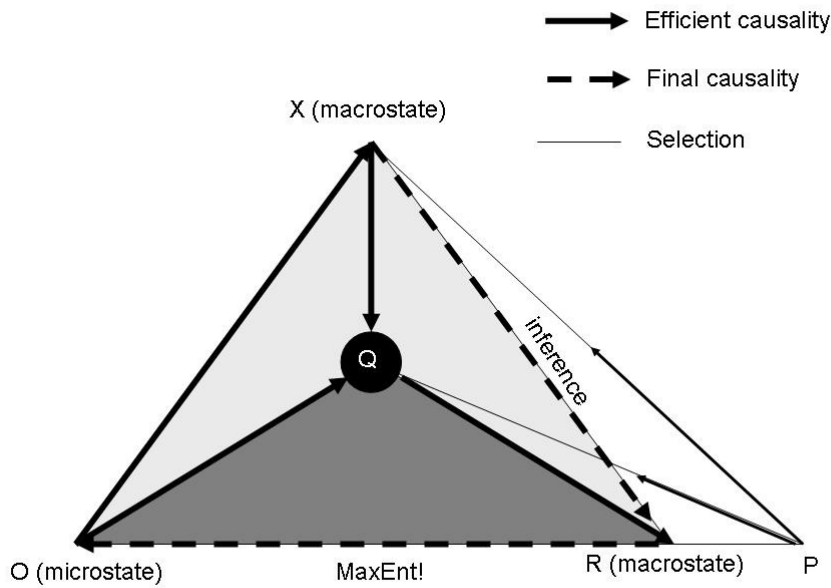 Efficient causality
Final causality
X (macrostate)
Selection
inference
Q
O (microstate)
MaxEnt!
R (macrostate)
P